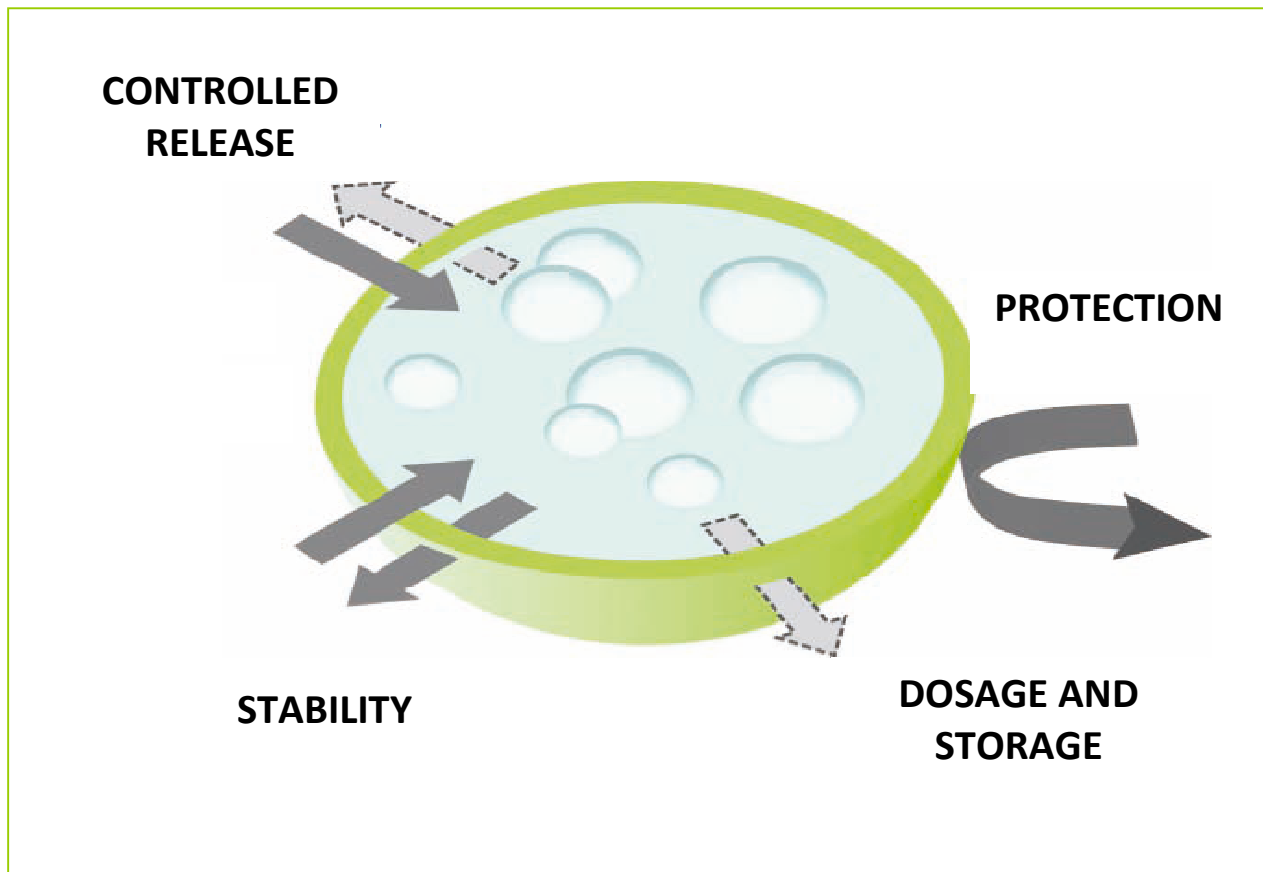 CONTROLLED
RELEASE
PROTECTION
STABILITY
DOSAGE AND
STORAGE